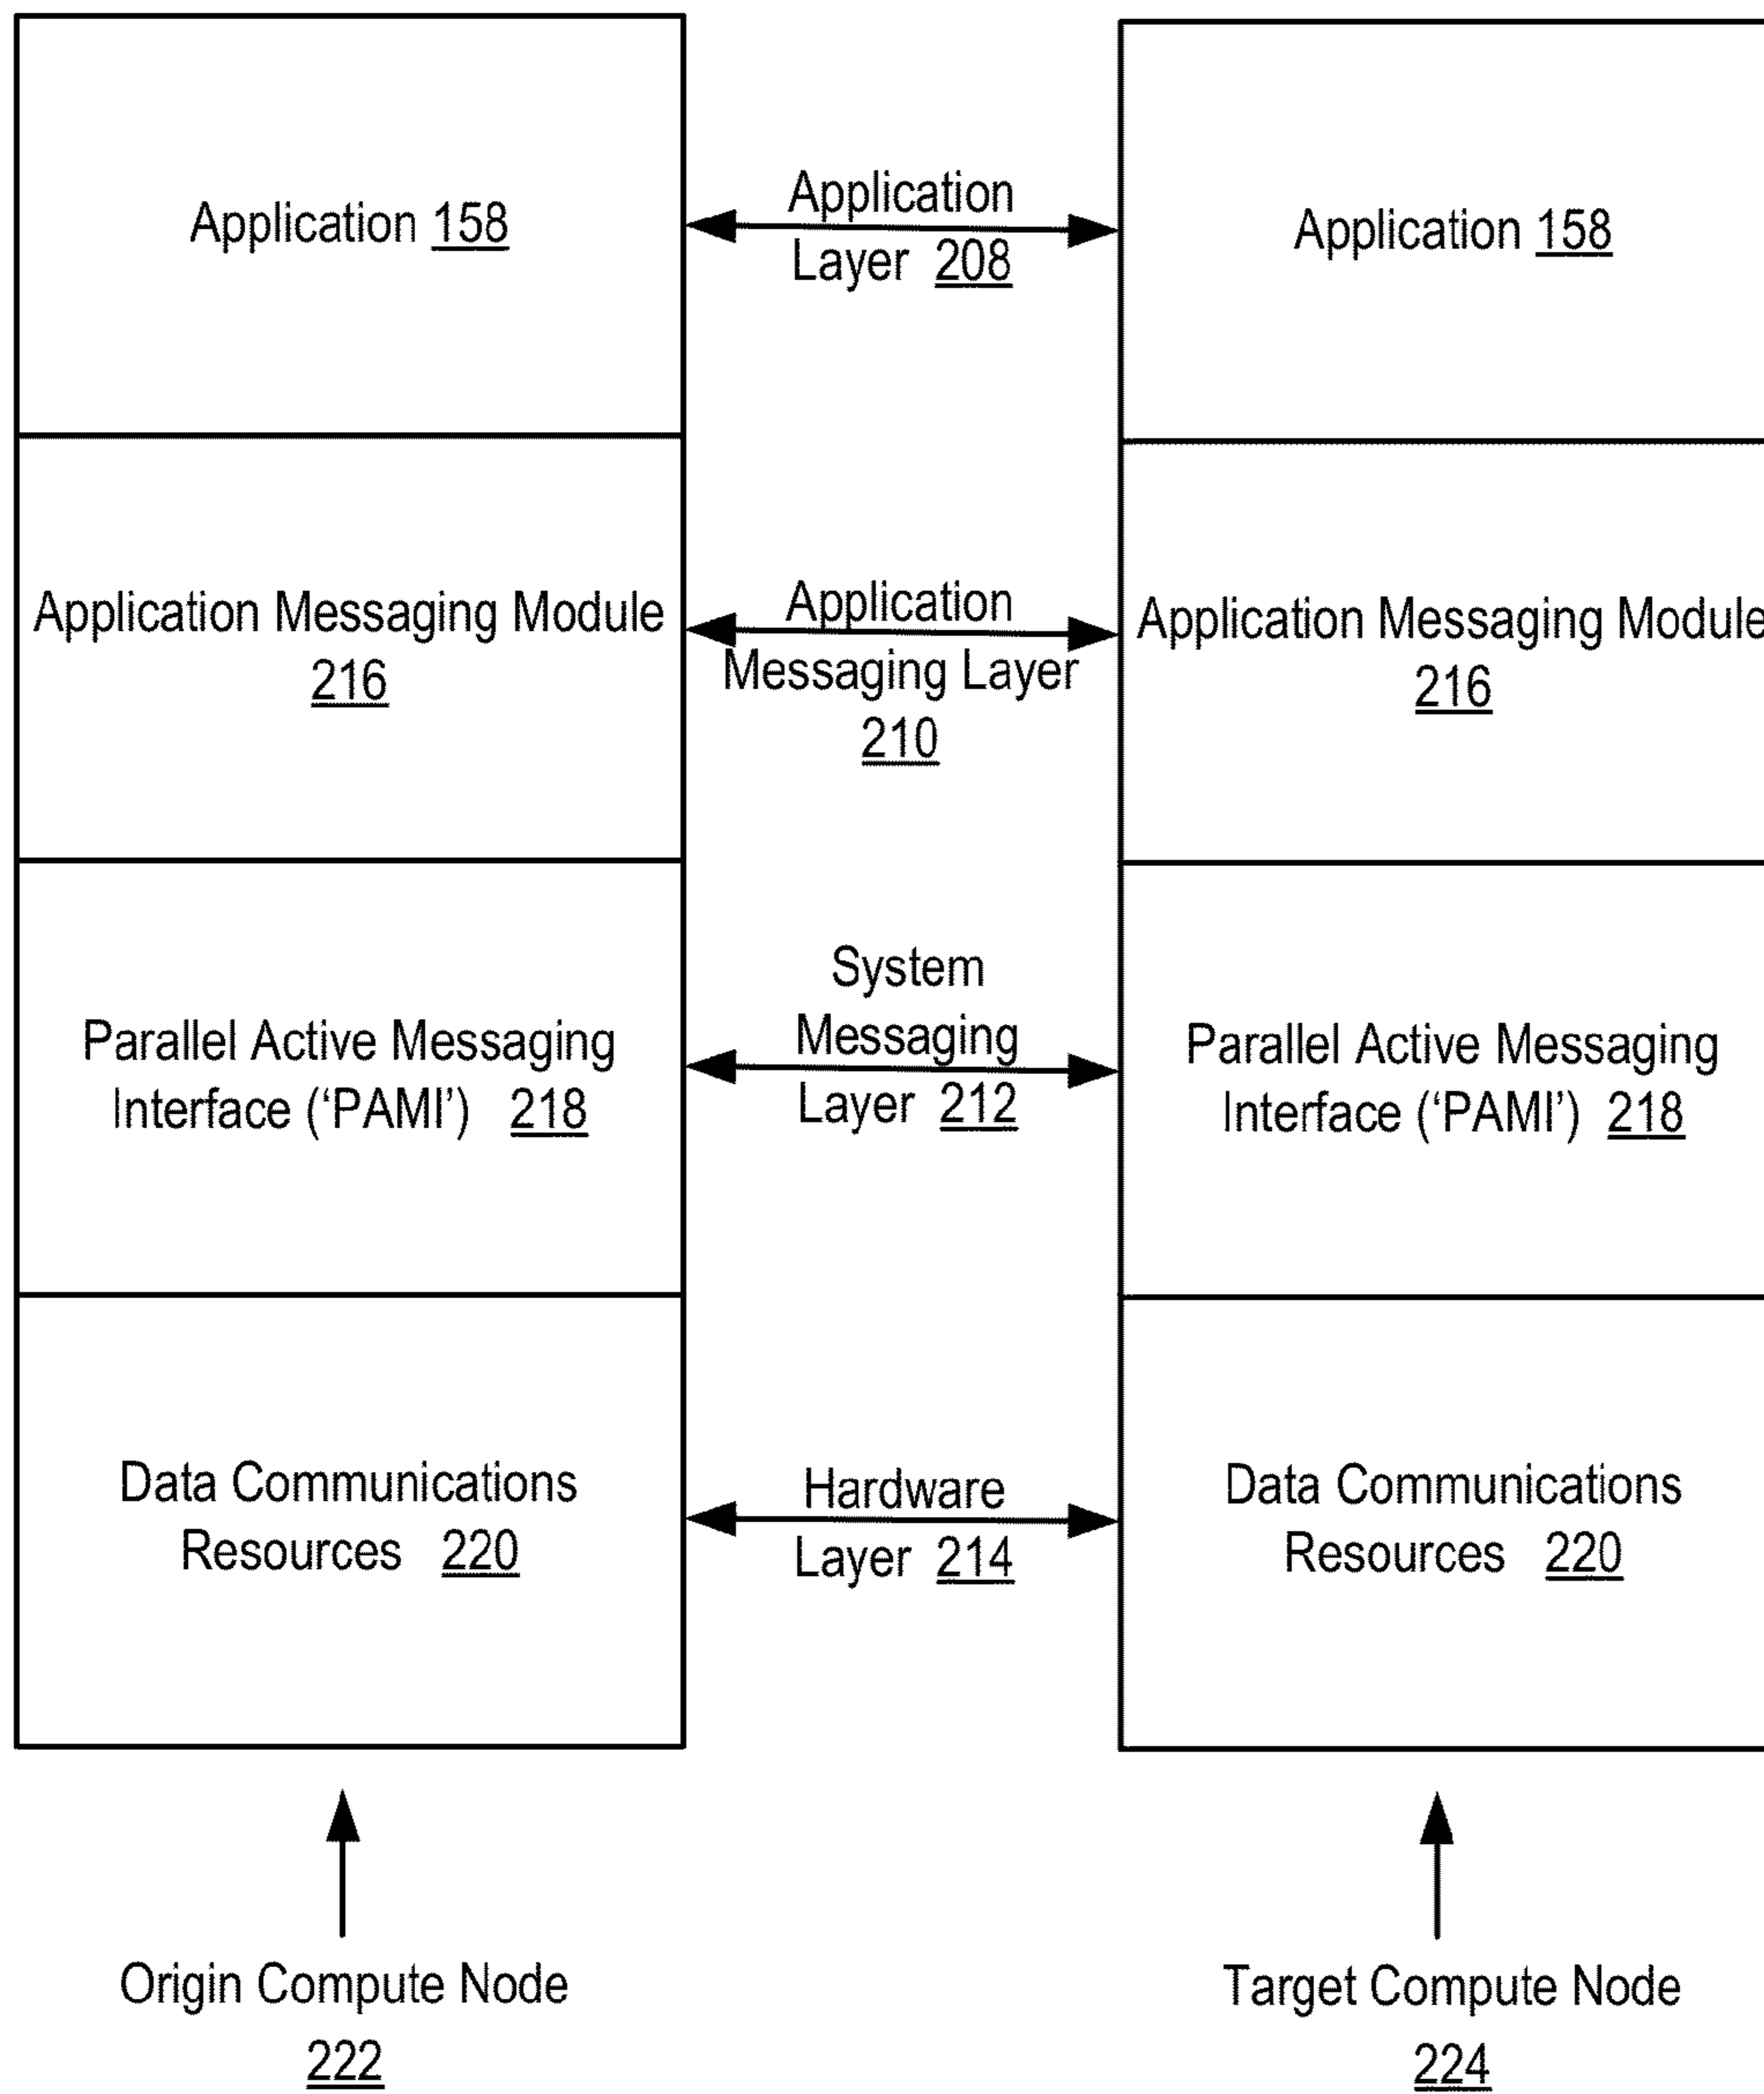 Application 158
Application
Layer 208
Application 158
Application Messaging Module
216
Application
Messaging Layer
210
Application Messaging Module
216
Parallel Active Messaging
Interface (‘PAMI’) 218
System
Messaging
Layer 212
Parallel Active Messaging
Interface (‘PAMI’) 218
Data Communications
Resources 220
Hardware
Layer 214
Data Communications
Resources 220
Origin Compute Node
222
Target Compute Node
224